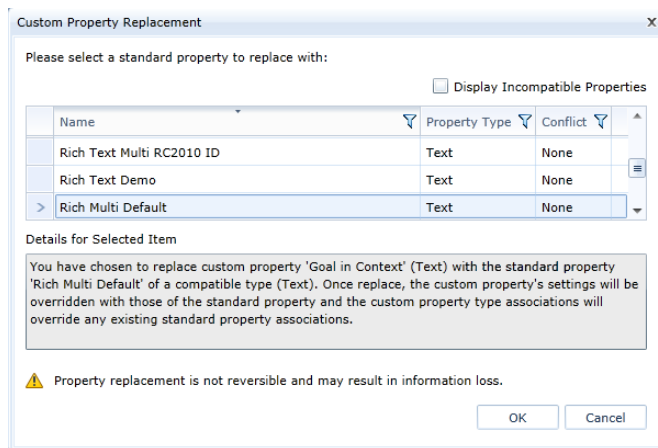 Custom Property Replacement x
Please select a standard property to replace with:
Display Incompatible Properties
Name Property Type Conflict
Rich Text Multi RC2010 ID Text None
Rich Text Demo Text None
> Rich Multi Default Text None
Details for Selected Item
You have chosen to replace custom property 'Goal in Context' (Text) with the standard property
'Rich Multi Default' of a compatible type (Text). Once replace, the custom property's settings will be
overridden with those of the standard property and the custom property type associations will
override any existing standard property associations.
Property replacement is not reversible and may result in information loss.
OK Cancel